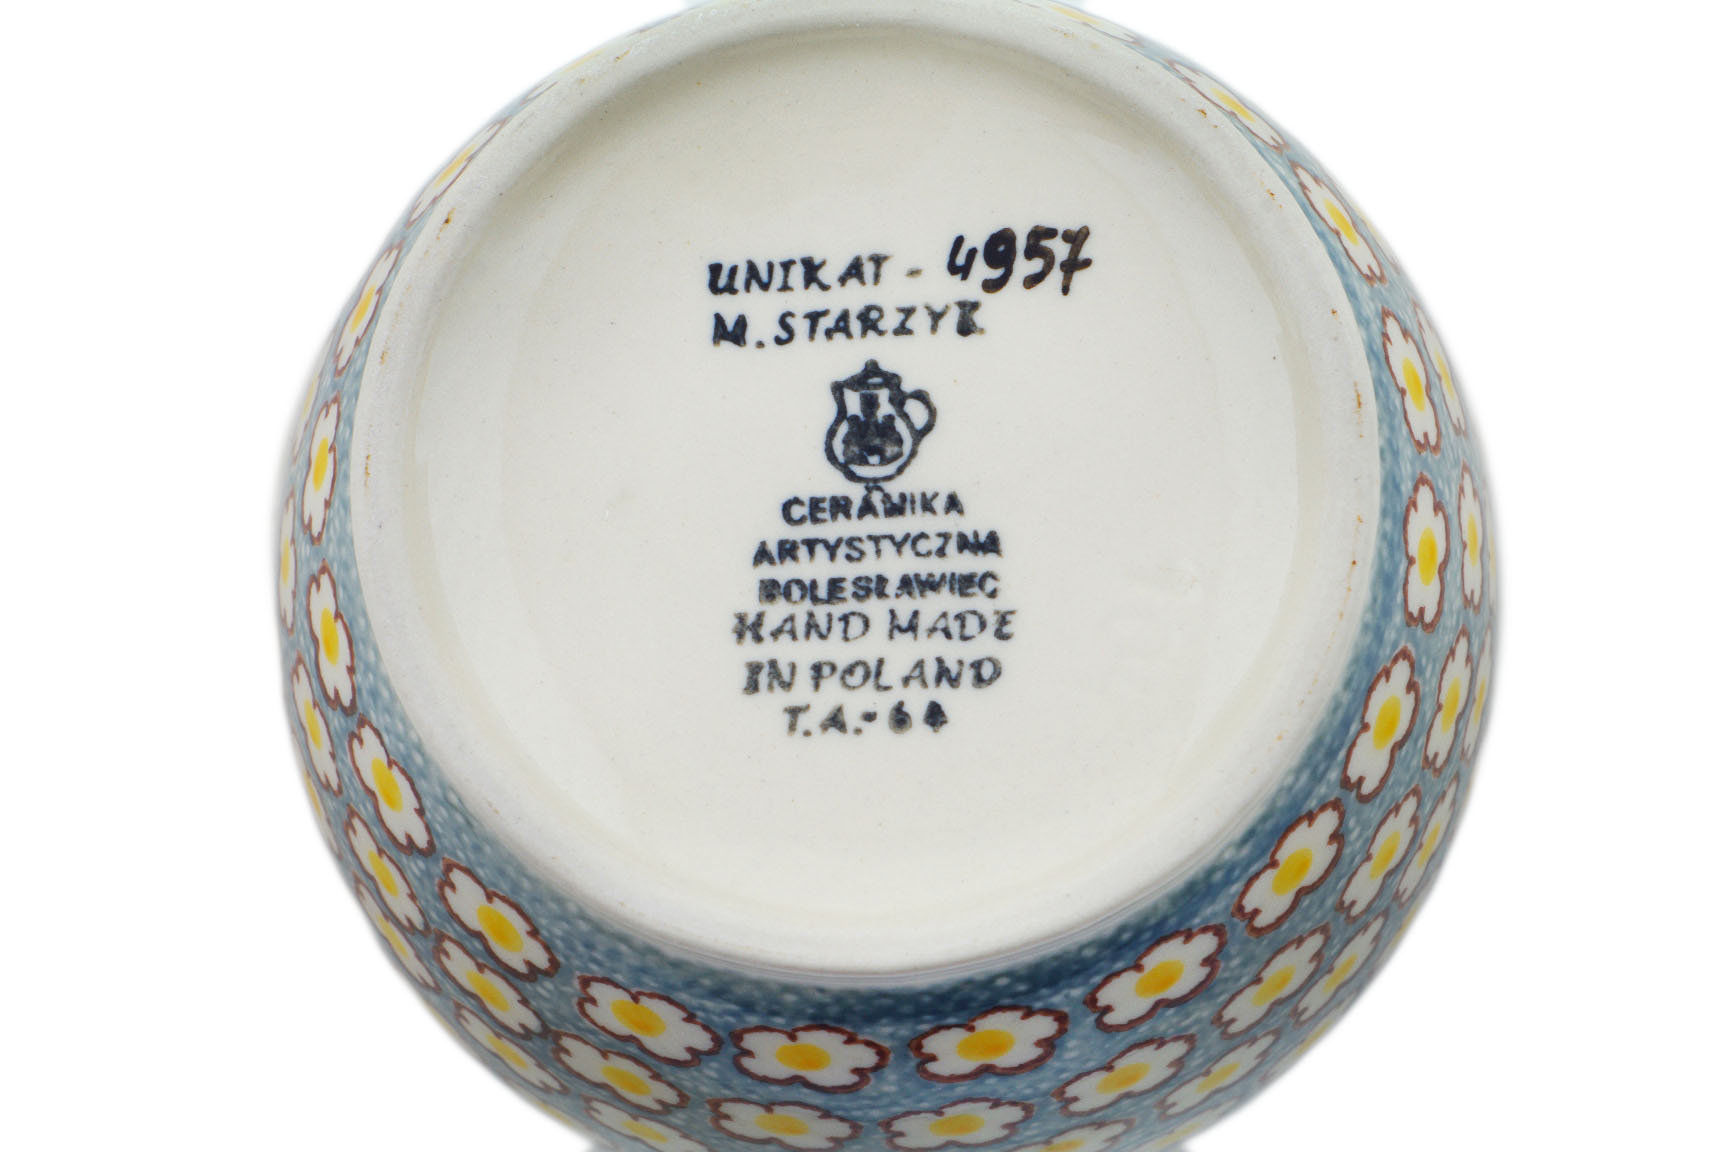 UNIKAT - 4957
M. STARZYK
CERAMIKA
ARTYSTYCZNA
BOLESŁAWIEC
HAND MADE
IN POLAND
T.A.-64